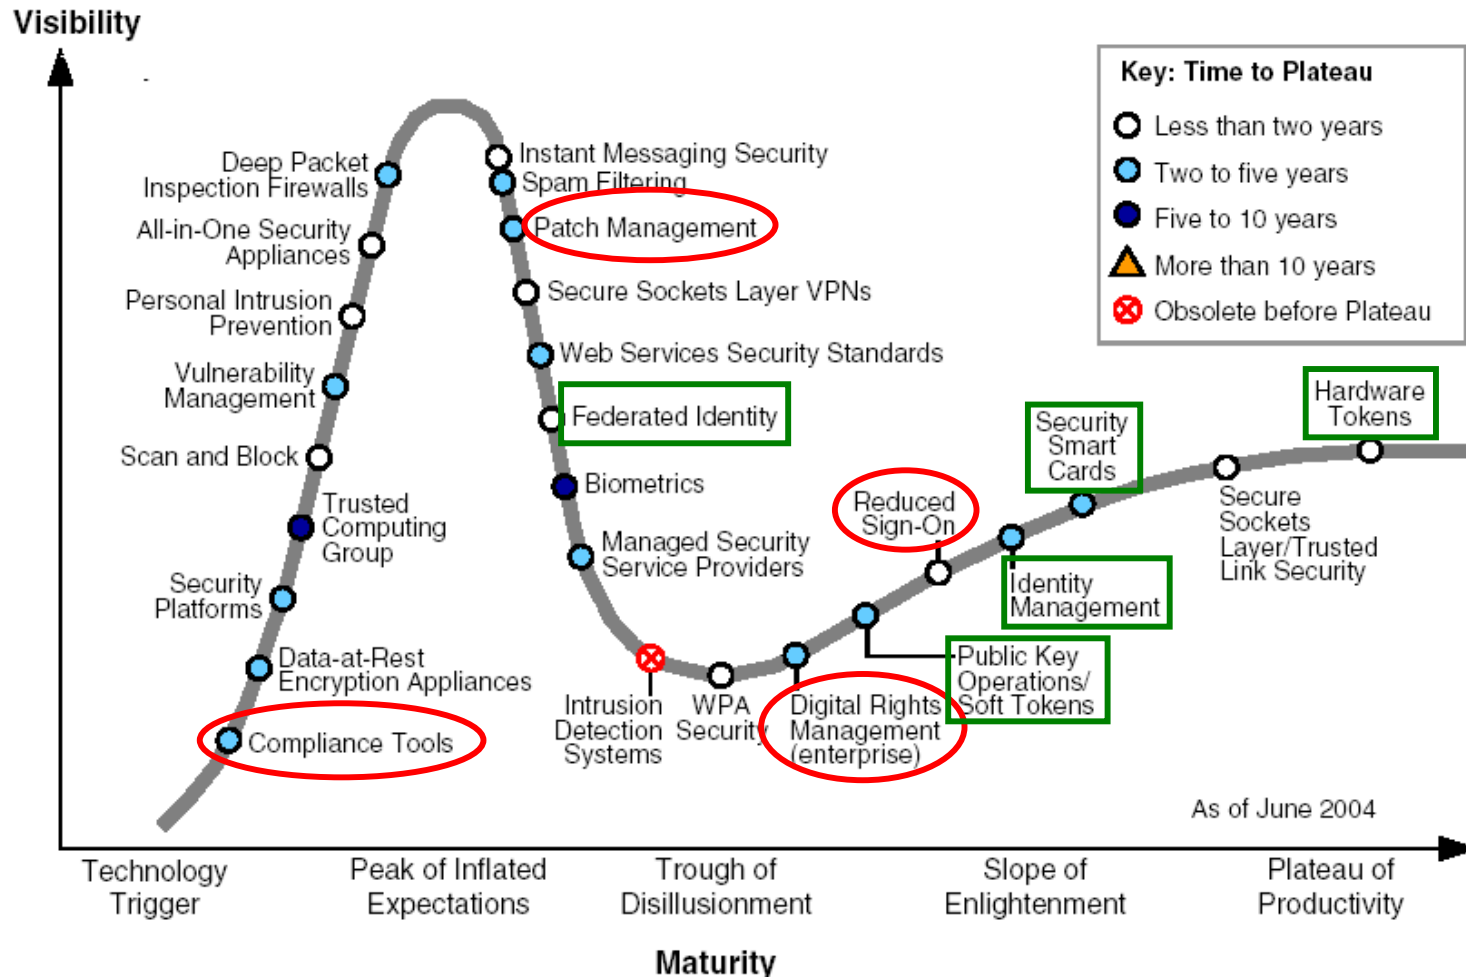 Visibility
Key: Time to Plateau
Less than two years
Two to five years
Five to 10 years
More than 10 years
Obsolete before Plateau
Deep Packet
Inspection Firewalls
All-in-One Security
Appliances
Personal Intrusion
Prevention
Vulnerability
Management
Scan and Block
Trusted
Computing
Group
Security
Platforms
Data-at-Rest
Encryption Appliances
Compliance Tools
Instant Messaging Security
Spam Filtering
Patch Management
Secure Sockets Layer VPNs
Web Services Security Standards
Federated Identity
Biometrics
Managed Security
Service Providers
Intrusion
Detection
Systems
WPA
Security
Digital Rights
Management
(enterprise)
Public Key
Operations/
Soft Tokens
Reduced
Sign-On
Identity
Management
Security
Smart
Cards
Secure
Sockets
Layer/Trusted
Link Security
Hardware
Tokens
As of June 2004
Technology
Trigger
Peak of Inflated
Expectations
Trough of
Disillusionment
Slope of
Enlightenment
Plateau of
Productivity
Maturity